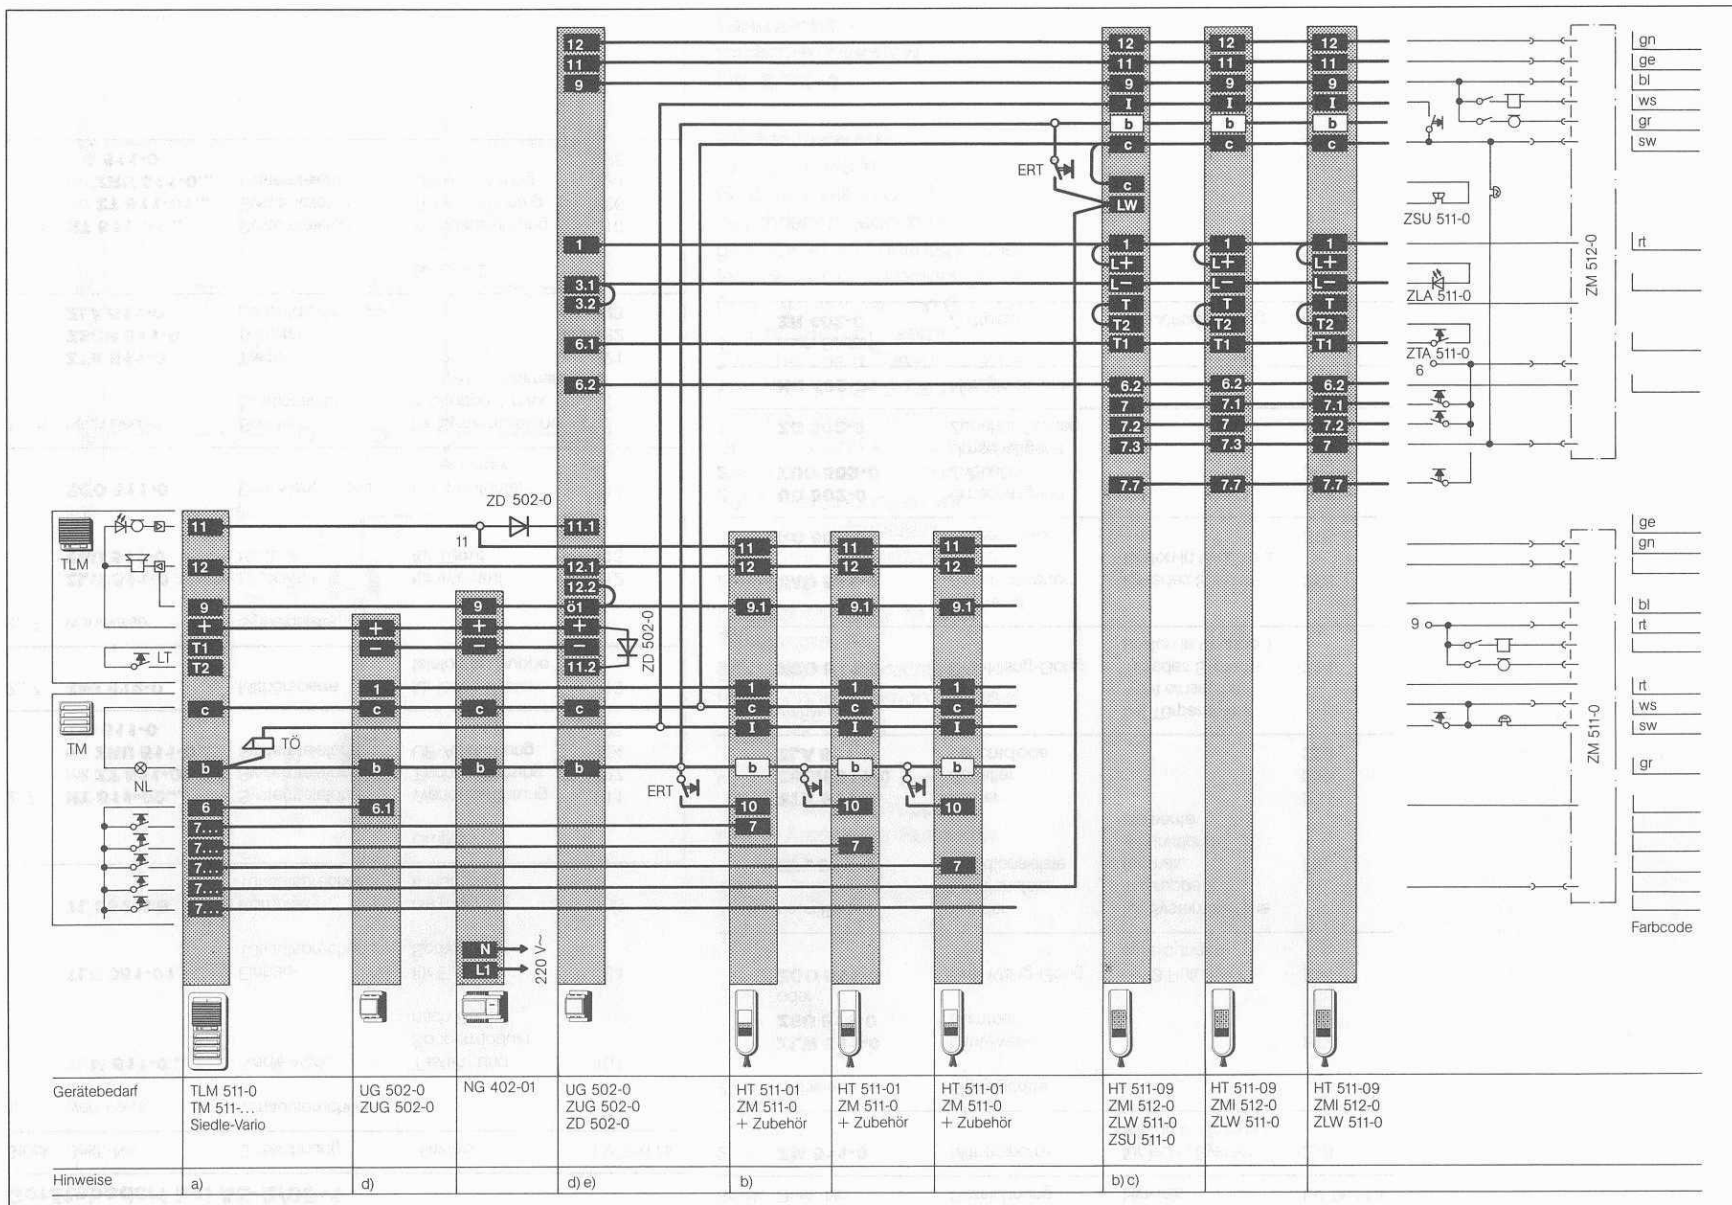 12 12 12 12 gn
11 11 11 11 ge
9 9 9 9 bl
I I I ws
b b b gr
c c c sw
ERT
c
LW
ZSU 511-0
1 1 1 1 rt
L+ L+ L+
3.1 L− L− L−
3.2 T T T
ZLA 511-0
ZM 512-0
T2 T2 T2
6.1 T1 T1 T1
ZTA 511-0
6
6.2 6.2 6.2 6.2
7 7.1 7.1
7.2 7 7.2
7.3 7.3 7
7.7 7.7 7.7
ZD 502-0
11 11.1 ge
11
11 11 11 gn
TLM
12 12.1 12 12 12
12.2
9 9 Ö1 9.1 9.1 9.1 bl
+ + + + 9 rt
ZD 502-0
T1 − −
LT
T2 11.2
1 1 1 1 rt
c c c c c c c ws
I I I sw
TM
TÖ
ZM 511-0
b b b b b b b gr
NL
ERT
6 6.1 10 10 10
7... 7
7... 7
7... 7
7...
7...
Farbcode
N
L1
220 V~
Gerätebedarf
TLM 511-0
TM 511-...
Siedle-Vario
UG 502-0
ZUG 502-0
NG 402-01
UG 502-0
ZUG 502-0
ZD 502-0
HT 511-01
ZM 511-0
+ Zubehör
HT 511-01
ZM 511-0
+ Zubehör
HT 511-01
ZM 511-0
+ Zubehör
HT 511-09
ZMI 512-0
ZLW 511-0
ZSU 511-0
HT 511-09
ZMI 512-0
ZLW 511-0
HT 511-09
ZMI 512-0
ZLW 511-0
Hinweise a) d) d) e) b) b) c)